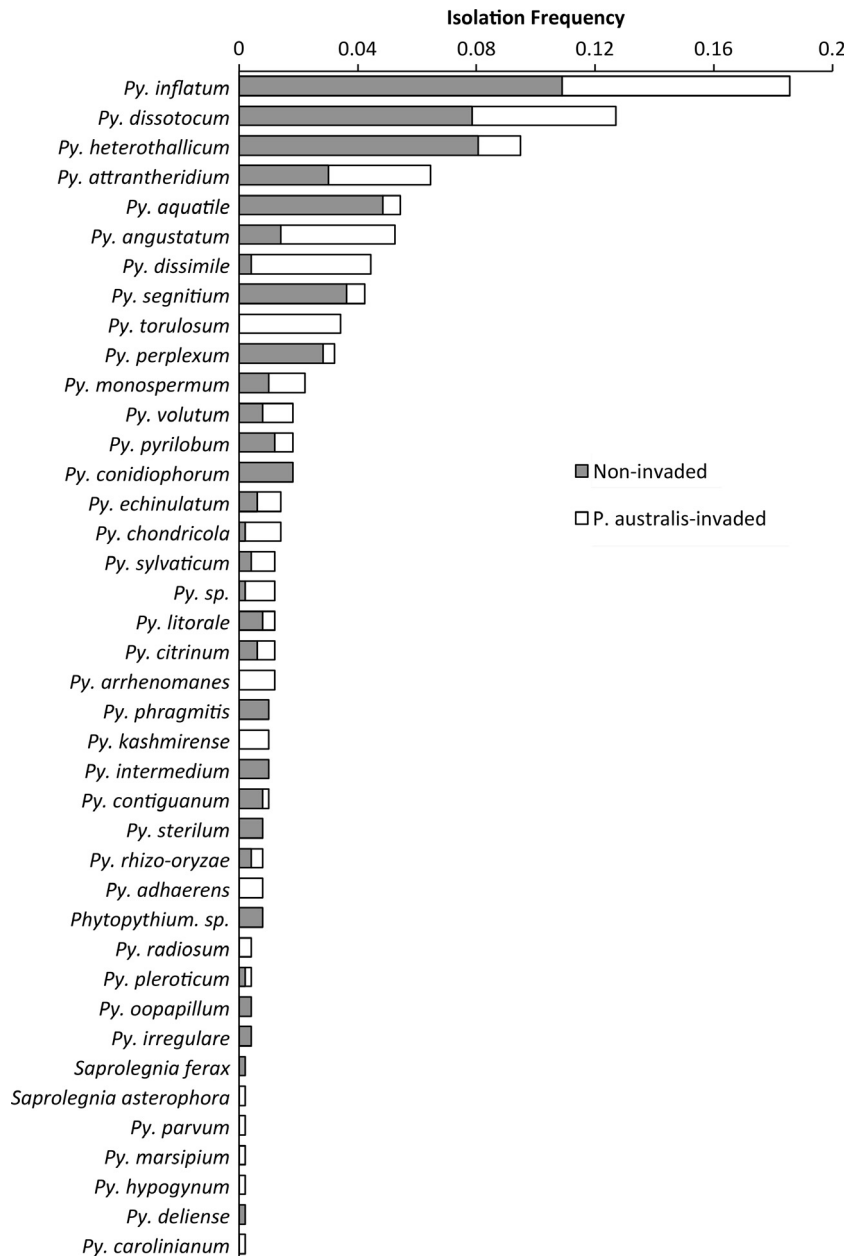 Isolation Frequency
0 0.04 0.08 0.12 0.16 0.2
Py. inflatum
Py. dissotocum
Py. heterothallicum
Py. attrantheridium
Py. aquatile
Py. angustatum
Py. dissimile
Py. segnitium
Py. torulosum
Py. perplexum
Py. monospermum
Py. volutum
Py. pyrilobum
Py. conidiophorum
Non-invaded
Py. echinulatum
Py. chondricola
P. australis-invaded
Py. sylvaticum
Py. sp.
Py. litorale
Py. citrinum
Py. arrhenomanes
Py. phragmitis
Py. kashmirense
Py. intermedium
Py. contiguanum
Py. sterilum
Py. rhizo-oryzae
Py. adhaerens
Phytopythium. sp.
Py. radiosum
Py. pleroticum
Py. oopapillum
Py. irregulare
Saprolegnia ferax
Saprolegnia asterophora
Py. parvum
Py. marsipium
Py. hypogynum
Py. deliense
Py. carolinianum